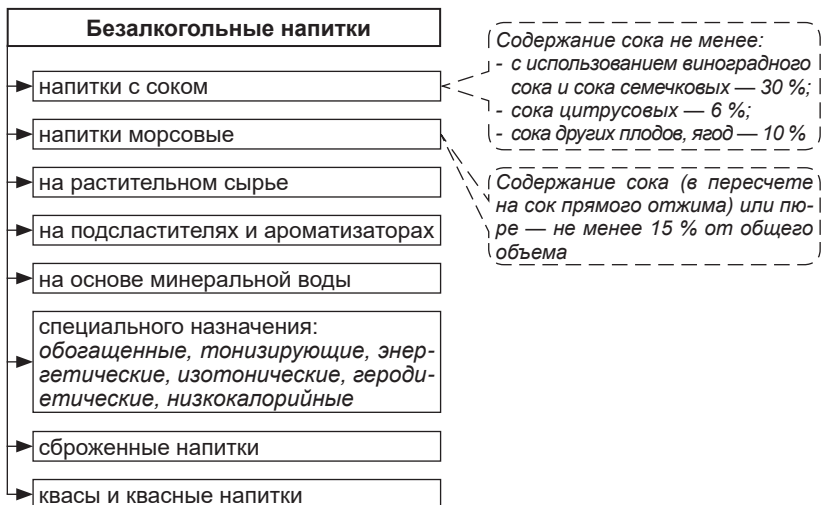 Безалкогольные напитки
напитки с соком
напитки морсовые
на растительном сырье
на подсластителях и ароматизаторах
на основе минеральной воды
специального назначения:
обогащенные, тонизирующие, энер-
гетические, изотонические, героди-
етические, низкокалорийные
сброженные напитки
квасы и квасные напитки
Содержание сока не менее:
- с использованием виноградного
сока и сока семечковых — 30 %;
- сока цитрусовых — 6 %;
- сока других плодов, ягод — 10 %
Содержание сока (в пересчете
на сок прямого отжима) или пю-
ре — не менее 15 % от общего
объема